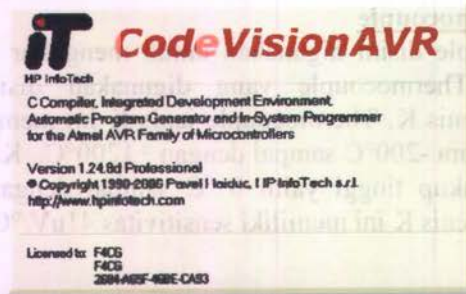 CodeVisionAVR
HP InfoTech
C Compiler, Integrated Development Environment,
Automatic Program Generator and In-System Programmer
for the Atmel AVR Family of Microcontrollers
Version 1.24.8d Professional
© Copyright 1998-2006 Pavel Haiduc, HP InfoTech s.r.l.
http://www.hpinfotech.com
Licensed to: F4CG
F4CG